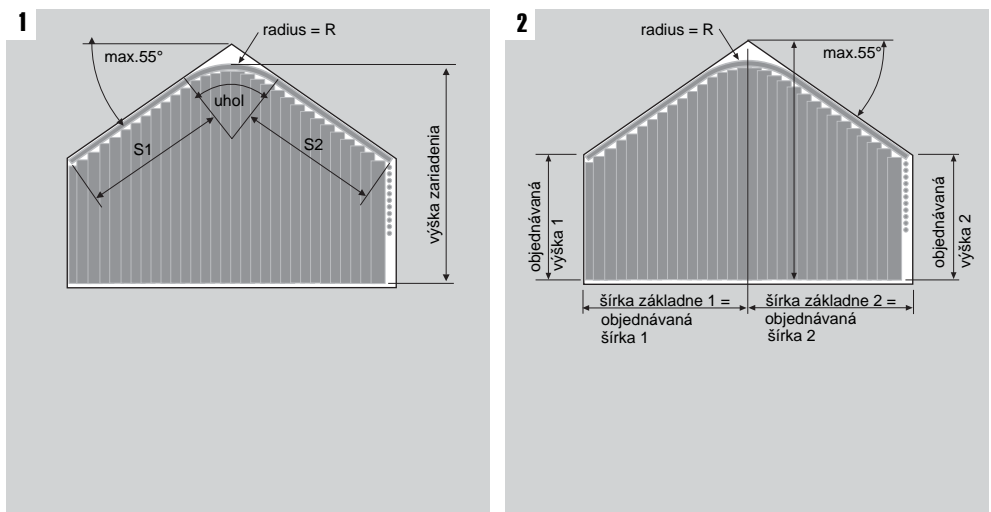 1
radius = R
max.55°
uhol
S1
S2
výška zariadenia
2
radius = R
max.55°
objednávaná
výška 1
objednávaná
výška 2
šírka základne 1 =
objednávaná
šírka 1
šírka základne 2 =
objednávaná
šírka 2